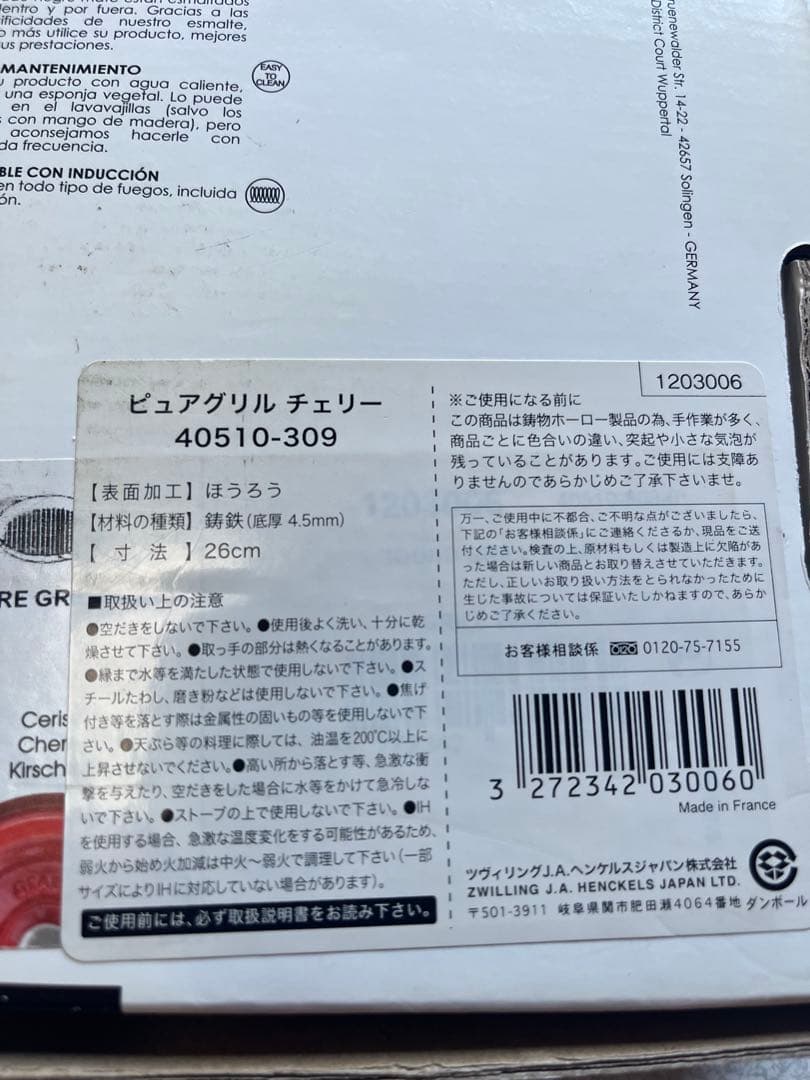 entro y por fuera. Gracias a las
ificidades de nuestro esmalte,
o más utilice su producto, mejores
us prestaciones.
MANTENIMIENTO
producto con agua caliente,
una esponja vegetal. Lo puede
en el lavavajillas (salvo los
con mango de madera), pero
aconsejamos hacerle con
da frecuencia.
EASY
TO
CLEAN
BLE CON INDUCCIÓN
en todo tipo de fuegos, incluida
ón.
ruenewalder Str. 14-22 - 42657 Solingen - GERMANY
District Court Wuppertal
RE GR
Ceris
Cher
Kirsch
ピュアグリル チェリー
40510-309
【表面加工】ほうろう
【材料の種類】鋳鉄(底厚 4.5mm)
【 寸 法 】26cm
■取扱い上の注意
●空だきをしないで下さい。●使用後よく洗い、十分に乾
燥させて下さい。●取っ手の部分は熱くなることがあります。
●縁まで水等を満たした状態で使用しないで下さい。●ス
チールたわし、磨き粉などは使用しないで下さい。●焦げ
付き等を落とす際は金属性の固いもの等を使用しないで下
さい。●天ぷら等の料理に際しては、油温を200℃以上に
上昇させないでください。●高い所から落とす等、急激な衝
撃を与えたり、空だきをした場合に水等をかけて急冷しな
いで下さい。●ストーブの上で使用しないで下さい。●IH
を使用する場合、急激な温度変化をする可能性があるため、
弱火から始め火加減は中火〜弱火で調理して下さい(一部
サイズによりIHに対応していない場合があります)。
ご使用前には、必ず取扱説明書をお読み下さい。
1203006
※ご使用になる前に
この商品は鋳物ホーロー製品の為、手作業が多く、
商品ごとに色合いの違い、突起や小さな気泡が
残っていることがあります。ご使用には支障あ
りませんのであらかじめご了承下さいませ。
万一、ご使用中に不都合、ご不明な点がございましたら、
下記の「お客様相談係」にご連絡くださるか、現品をご送
付ください。検査の上、原材料もしくは製造上に欠陥があ
った場合は新しい商品とお取り替えさせていただきます。
ただし、正しいお取り扱い方法をとられなかったために
生じた事故については保証いたしかねますので、あらか
じめご了承ください。
お客様相談係 0120-75-7155
3 272342 030060
Made in France
ツヴィリングJ.A.ヘンケルスジャパン株式会社
ZWILLING J.A. HENCKELS JAPAN LTD.
〒501-3911 岐阜県関市肥田瀬4064番地
ダンボール